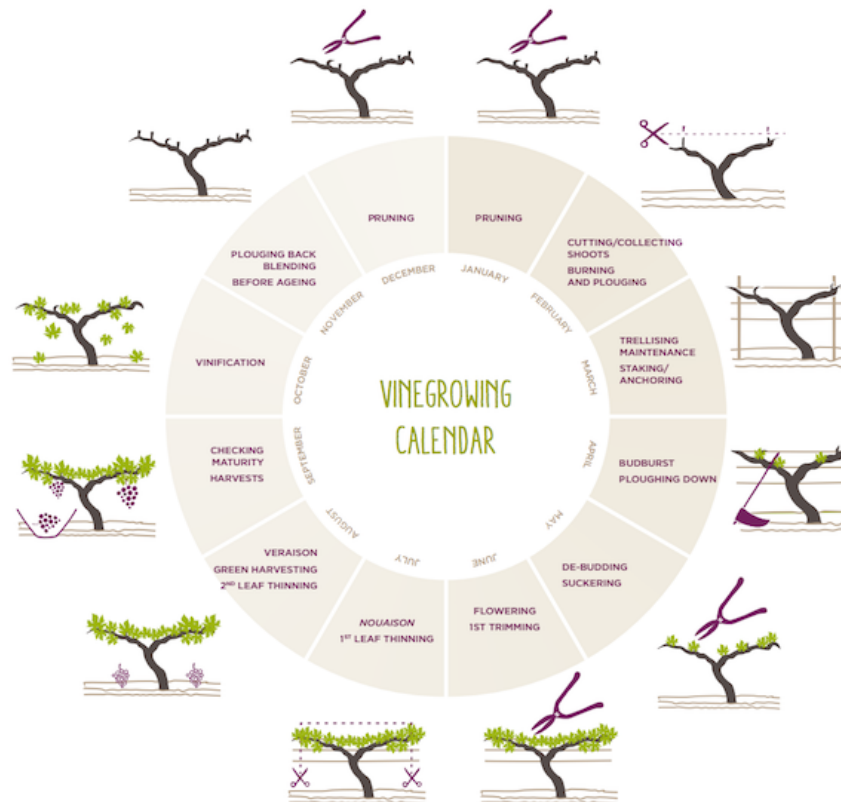 VINEGROWING
CALENDAR
JANUARY
PRUNING
FEBRUARY
CUTTING/COLLECTING
SHOOTS
BURNING
AND PLOUGING
MARCH
TRELLISING
MAINTENANCE
STAKING/
ANCHORING
APRIL
BUDBURST
PLOUGHING DOWN
MAY
DE-BUDDING
SUCKERING
JUNE
FLOWERING
1ST TRIMMING
JULY
NOUAISON
1ST LEAF THINNING
AUGUST
VERAISON
GREEN HARVESTING
2ND LEAF THINNING
SEPTEMBER
CHECKING
MATURITY
HARVESTS
OCTOBER
VINIFICATION
NOVEMBER
PLOUGING BACK
BLENDING
BEFORE AGEING
DECEMBER
PRUNING